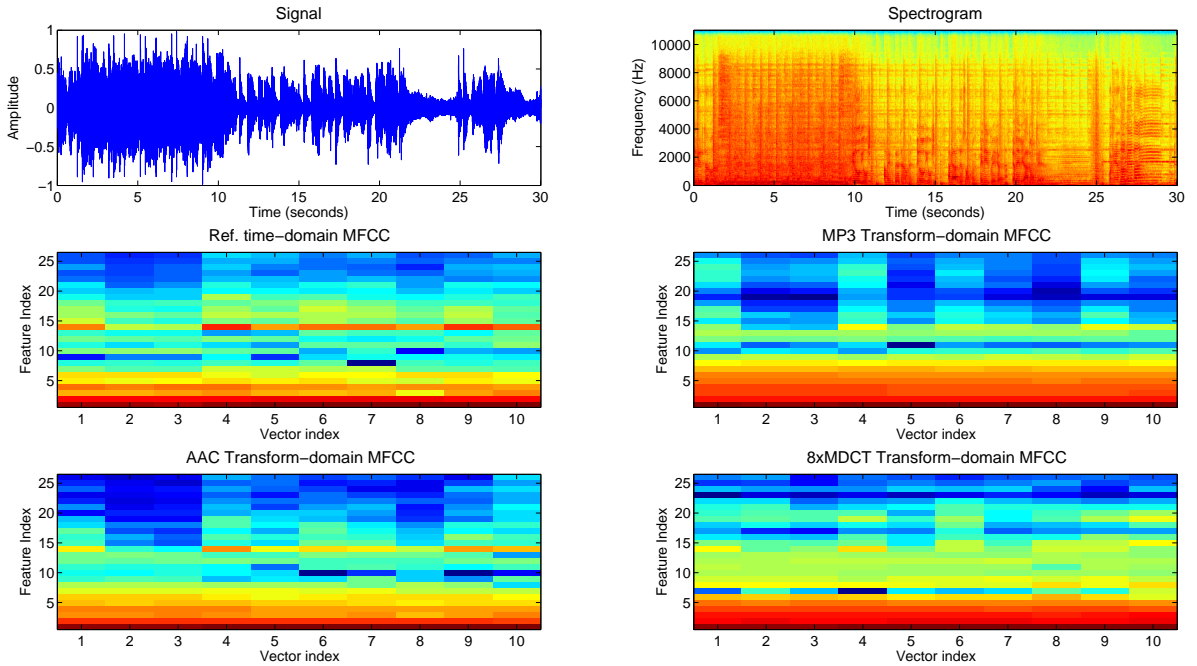 Signal
1
0.5
0
−0.5
−1
Amplitude
0 5 10 15 20 25 30
Time (seconds)
Spectrogram
10000
8000
6000
4000
2000
0
Frequency (Hz)
0 5 10 15 20 25 30
Time (seconds)
Ref. time−domain MFCC
25
20
15
10
5
Feature Index
1 2 3 4 5 6 7 8 9 10
Vector index
MP3 Transform−domain MFCC
25
20
15
10
5
Feature Index
1 2 3 4 5 6 7 8 9 10
Vector index
AAC Transform−domain MFCC
25
20
15
10
5
Feature Index
1 2 3 4 5 6 7 8 9 10
Vector index
8xMDCT Transform−domain MFCC
25
20
15
10
5
Feature Index
1 2 3 4 5 6 7 8 9 10
Vector index